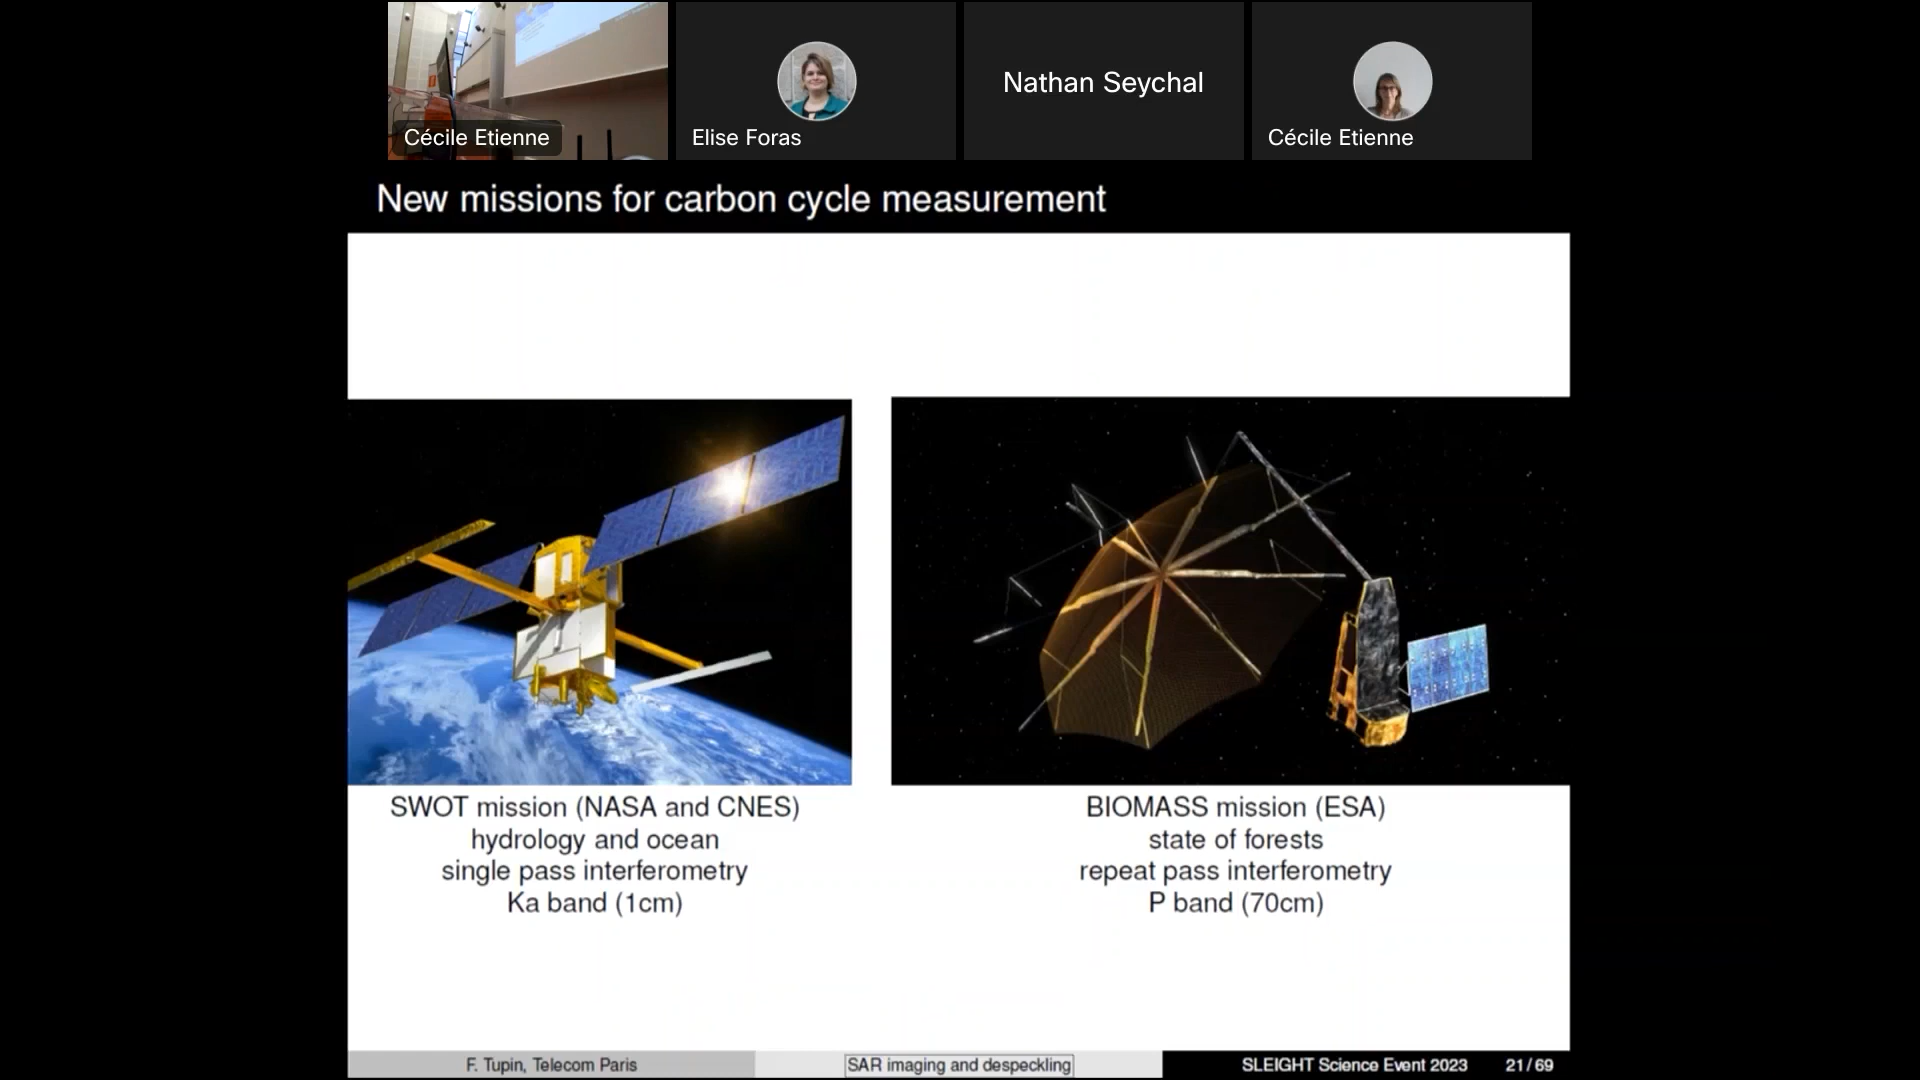 Cécile Etienne
Elise Foras
Nathan Seychal
Cécile Etienne
New missions for carbon cycle measurement
SWOT mission (NASA and CNES)
hydrology and ocean
single pass interferometry
Ka band (1cm)
BIOMASS mission (ESA)
state of forests
repeat pass interferometry
P band (70cm)
F. Tupin, Telecom Paris
SAR imaging and despeckling
SLEIGHT Science Event 2023
21/69